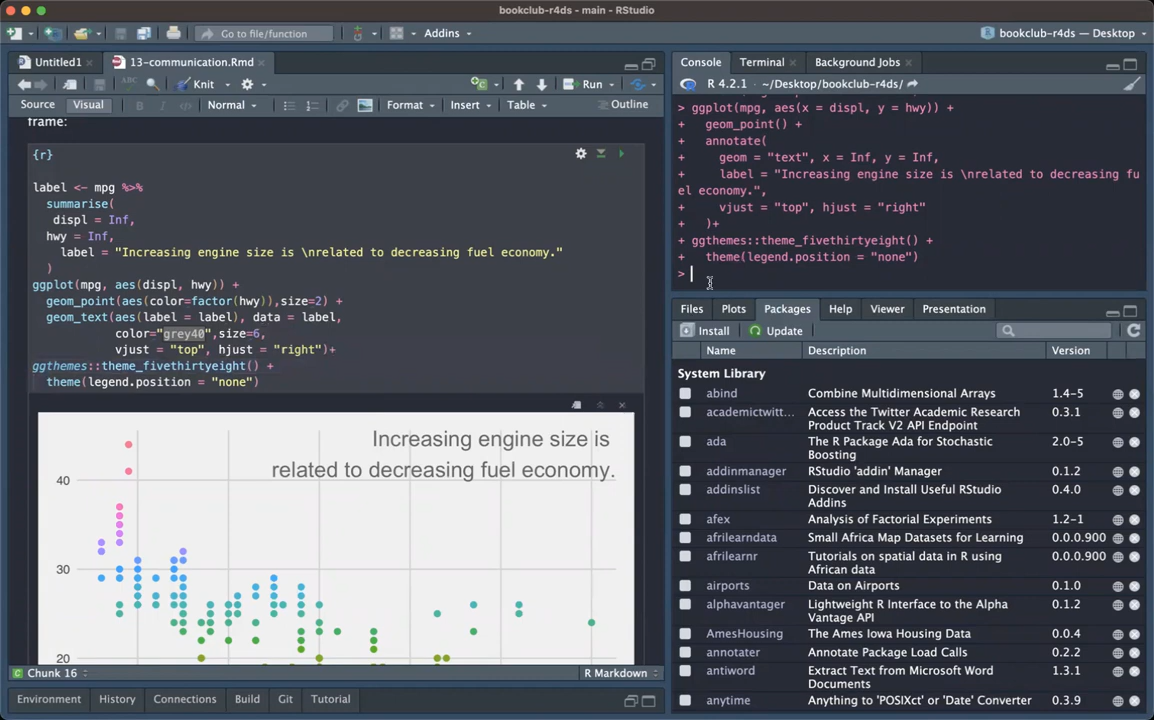 bookclub-r4ds - main - RStudio
Go to file/function
Addins
bookclub-r4ds — Desktop
Untitled1
13-communication.Rmd
Knit
Run
Source
Visual
B
I
Normal
Format
Insert
Table
Outline
frame:
{r}
label <- mpg %>%
summarise(
displ = Inf,
hwy = Inf,
label = "Increasing engine size is \nrelated to decreasing fuel economy."
)
ggplot(mpg, aes(displ, hwy)) +
geom_point(aes(color=factor(hwy)),size=2) +
geom_text(aes(label = label), data = label,
color="grey40",size=6,
vjust = "top", hjust = "right")+
ggthemes::theme_fivethirtyeight() +
theme(legend.position = "none")
Increasing engine size is
related to decreasing fuel economy.
40
30
20
Chunk 16
R Markdown
Environment
History
Connections
Build
Git
Tutorial
Console
Terminal
Background Jobs
R 4.2.1 · ~/Desktop/bookclub-r4ds/
> ggplot(mpg, aes(x = displ, y = hwy)) +
+ geom_point() +
+ annotate(
+ geom = "text", x = Inf, y = Inf,
+ label = "Increasing engine size is \nrelated to decreasing fu
el economy.",
+ vjust = "top", hjust = "right"
+ )+
+ ggthemes::theme_fivethirtyeight() +
+ theme(legend.position = "none")
>
Files
Plots
Packages
Help
Viewer
Presentation
Install
Update
Name Description Version
System Library
abind Combine Multidimensional Arrays 1.4-5
academictwitt... Access the Twitter Academic Research 0.3.1
Product Track V2 API Endpoint
ada The R Package Ada for Stochastic 2.0-5
Boosting
addinmanager RStudio 'addin' Manager 0.1.2
addinslist Discover and Install Useful RStudio 0.4.0
Addins
afex Analysis of Factorial Experiments 1.2-1
afrilearndata Small Africa Map Datasets for Learning 0.0.0.900
afrilearnr Tutorials on spatial data in R using 0.0.0.900
African data
airports Data on Airports 0.1.0
alphavantager Lightweight R Interface to the Alpha 0.1.2
Vantage API
AmesHousing The Ames Iowa Housing Data 0.0.4
annotater Annotate Package Load Calls 0.2.2
antiword Extract Text from Microsoft Word 1.3.1
Documents
anytime Anything to 'POSIXct' or 'Date' Converter 0.3.9